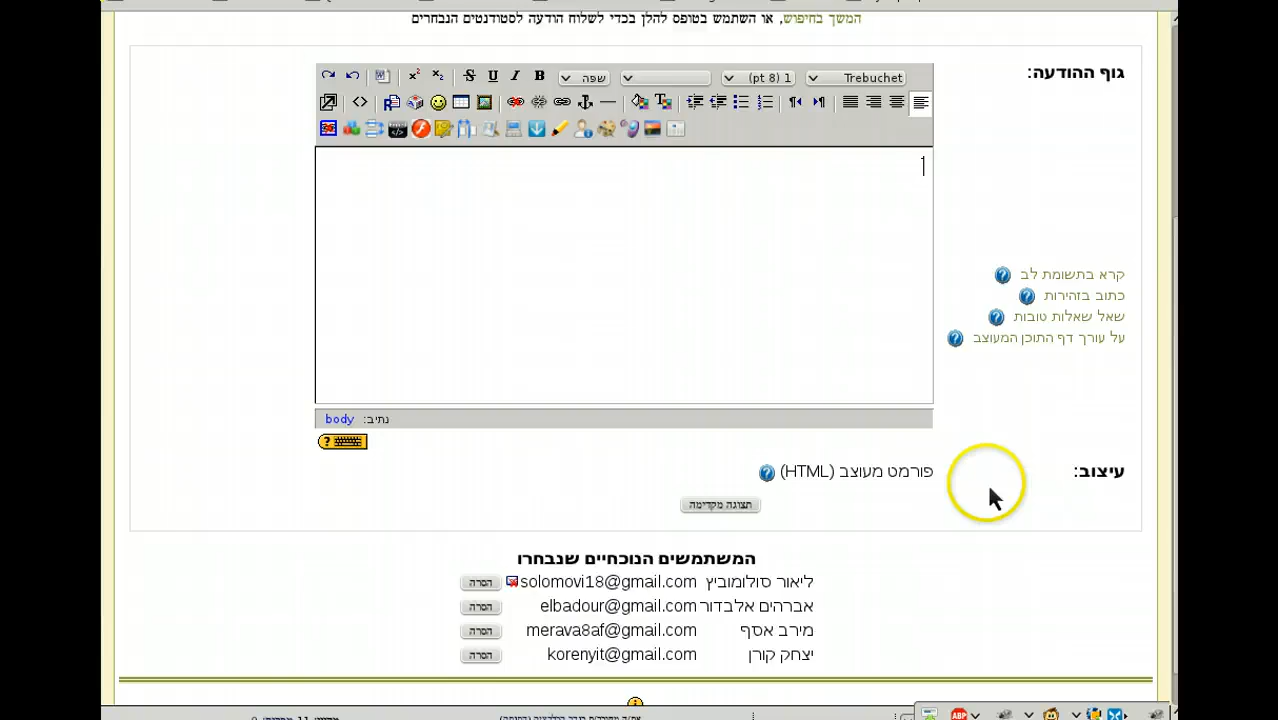 המשך בחיפוש, או השתמש בטופס להלן בכדי לשלוח הודעה לסטודנטים הנבחרים
גוף ההודעה:
Trebuchet
1 (8 pt)
שפה
B I U S x₂ x²
קרא בתשומת לב
כתוב בזהירות
שאל שאלות טובות
על עורך דף התוכן המעוצב
נתיב: body
עיצוב:
פורמט מעוצב (HTML)
תצוגה מקדימה
המשתמשים הנוכחיים שנבחרו
ליאור סולומוביץ solomovi18@gmail.com הסרה
אברהים אלבדור elbadour@gmail.com הסרה
מירב אסף merava8af@gmail.com הסרה
יצחק קורן korenyit@gmail.com הסרה
ABP